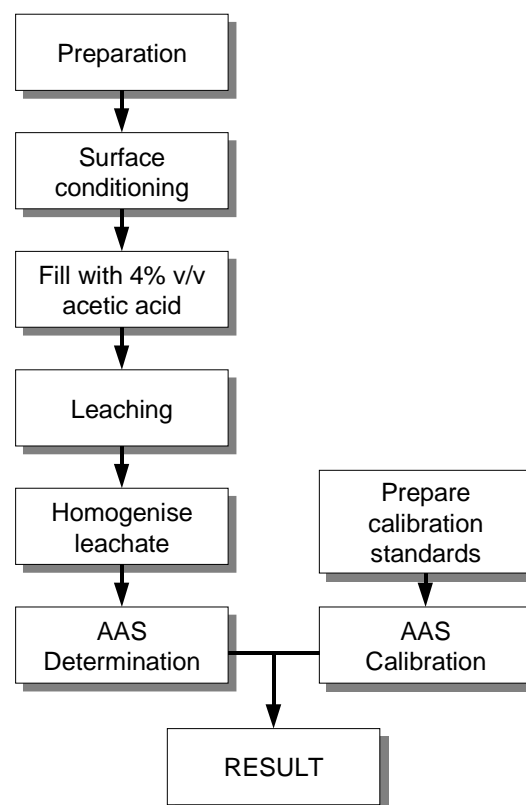 Preparation
Surface
conditioning
Fill with 4% v/v
acetic acid
Leaching
Homogenise
leachate
Prepare
calibration
standards
AAS
Determination
AAS
Calibration
RESULT